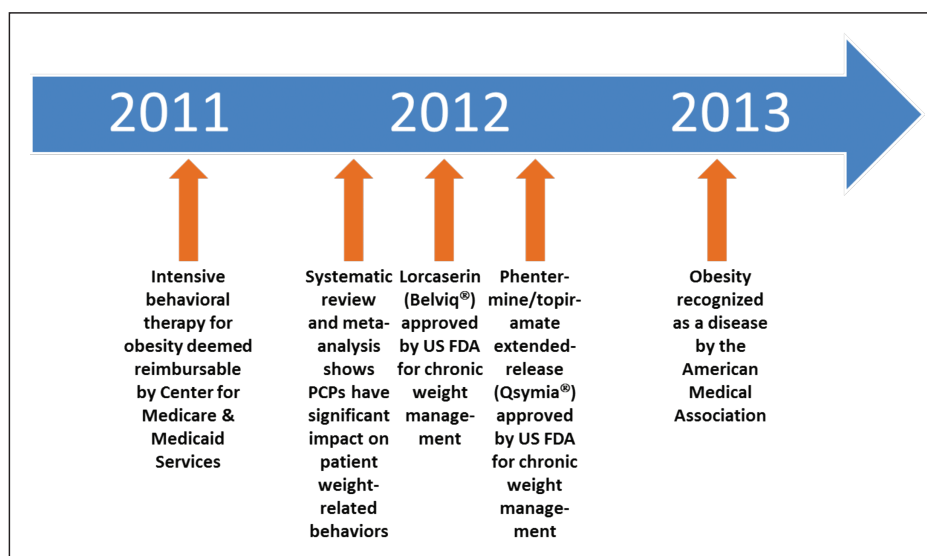 2011 2012 2013
Intensive
behavioral
therapy for
obesity deemed
reimbursable
by Center for
Medicare &
Medicaid
Services
Systematic
review
and meta-
analysis
shows
PCPs have
significant
impact on
patient
weight-
related
behaviors
Lorcaserin
(Belviq®)
approved
by US FDA
for chronic
weight
manage-
ment
Phenter-
mine/topir-
amate
extended-
release
(Qsymia®)
approved
by US FDA
for chronic
weight
manage-
ment
Obesity
recognized
as a disease
by the
American
Medical
Association